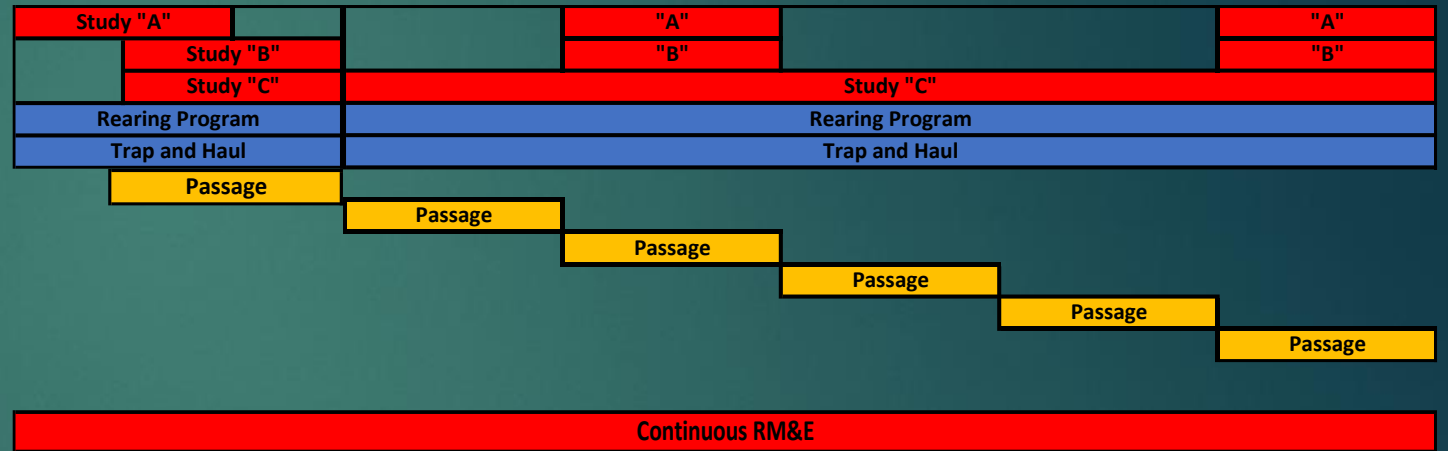 Study "A" "A" "A"
Study "B" "B" "B"
Study "C" Study "C"
Rearing Program Rearing Program
Trap and Haul Trap and Haul
Passage
Passage
Passage
Passage
Passage
Passage
Continuous RM&E